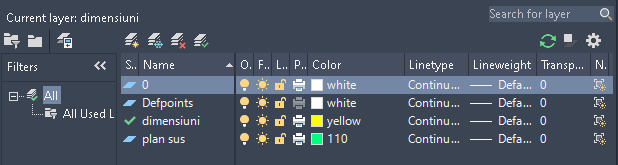 Current layer: dimensiuni
Search for layer
Filters
S.. Name O. F.. L.. P.. Color Linetype Lineweight Transp... N.
All
All Used L
0 white Continu... Defa... 0
Defpoints white Continu... Defa... 0
dimensiuni yellow Continu... Defa... 0
plan sus 110 Continu... Defa... 0